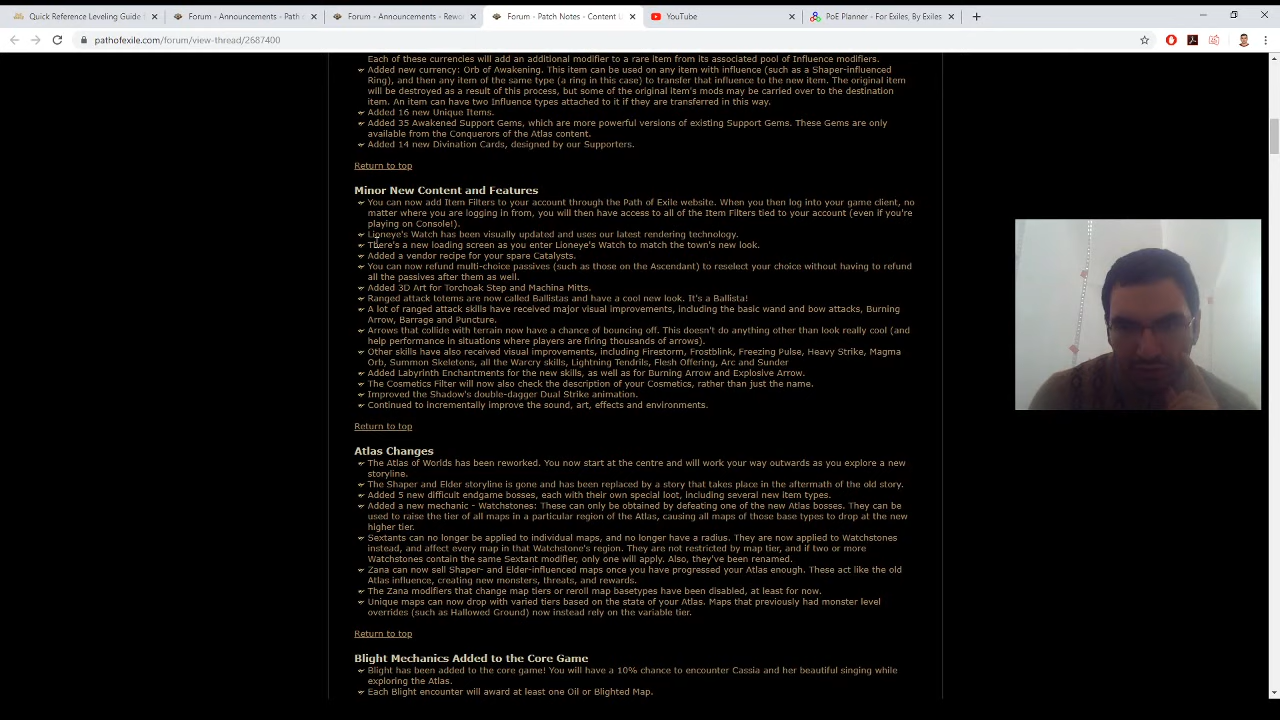 Quick Reference Leveling Guide
Forum - Announcements - Path o
Forum - Announcements - Rewo
Forum - Patch Notes - Content U
YouTube
PoE Planner - For Exiles, By Exiles
pathofexile.com/forum/view-thread/2687400
Each of these currencies will add an additional modifier to a rare item from its associated pool of Influence modifiers.
Added new currency: Orb of Awakening. This item can be used on any item with influence (such as a Shaper-influenced
Ring), and then any item of the same type (a ring in this case) to transfer that influence to the new item. The original item
will be destroyed as a result of this process, but some of the original item's mods may be carried over to the destination
item. An item can have two Influence types attached to it if they are transferred in this way.
Added 16 new Unique Items.
Added 35 Awakened Support Gems, which are more powerful versions of existing Support Gems. These Gems are only
available from the Conquerors of the Atlas content.
Added 14 new Divination Cards, designed by our Supporters.
Return to top
Minor New Content and Features
You can now add Item Filters to your account through the Path of Exile website. When you then log into your game client, no
matter where you are logging in from, you will then have access to all of the Item Filters tied to your account (even if you're
playing on Console!).
Lioneye's Watch has been visually updated and uses our latest rendering technology.
There's a new loading screen as you enter Lioneye's Watch to match the town's new look.
Added a vendor recipe for your spare Catalysts.
You can now refund multi-choice passives (such as those on the Ascendant) to reselect your choice without having to refund
all the passives after them as well.
Added 3D Art for Torchoak Step and Machina Mitts.
Ranged attack totems are now called Ballistas and have a cool new look. It's a Ballista!
A lot of ranged attack skills have received major visual improvements, including the basic wand and bow attacks, Burning
Arrow, Barrage and Puncture.
Arrows that collide with terrain now have a chance of bouncing off. This doesn't do anything other than look really cool (and
help performance in situations where players are firing thousands of arrows).
Other skills have also received visual improvements, including Firestorm, Frostblink, Freezing Pulse, Heavy Strike, Magma
Orb, Summon Skeletons, all the Warcry skills, Lightning Tendrils, Flesh Offering, Arc and Sunder
Added Labyrinth Enchantments for the new skills, as well as for Burning Arrow and Explosive Arrow.
The Cosmetics Filter will now also check the description of your Cosmetics, rather than just the name.
Improved the Shadow's double-dagger Dual Strike animation.
Continued to incrementally improve the sound, art, effects and environments.
Return to top
Atlas Changes
The Atlas of Worlds has been reworked. You now start at the centre and will work your way outwards as you explore a new
storyline.
The Shaper and Elder storyline is gone and has been replaced by a story that takes place in the aftermath of the old story.
Added 5 new difficult endgame bosses, each with their own special loot, including several new item types.
Added a new mechanic - Watchstones: These can only be obtained by defeating one of the new Atlas bosses. They can be
used to raise the tier of all maps in a particular region of the Atlas, causing all maps of those base types to drop at the new
higher tier.
Sextants can no longer be applied to individual maps, and no longer have a radius. They are now applied to Watchstones
instead, and affect every map in that Watchstone's region. They are not restricted by map tier, and if two or more
Watchstones contain the same Sextant modifier, only one will apply. Also, they've been renamed.
Zana can now sell Shaper- and Elder-influenced maps once you have progressed your Atlas enough. These act like the old
Atlas influence, creating new monsters, threats, and rewards.
The Zana modifiers that change map tiers or reroll map basetypes have been disabled, at least for now.
Unique maps can now drop with varied tiers based on the state of your Atlas. Maps that previously had monster level
overrides (such as Hallowed Ground) now instead rely on the variable tier.
Return to top
Blight Mechanics Added to the Core Game
Blight has been added to the core game! You will have a 10% chance to encounter Cassia and her beautiful singing while
exploring the Atlas.
Each Blight encounter will award at least one Oil or Blighted Map.